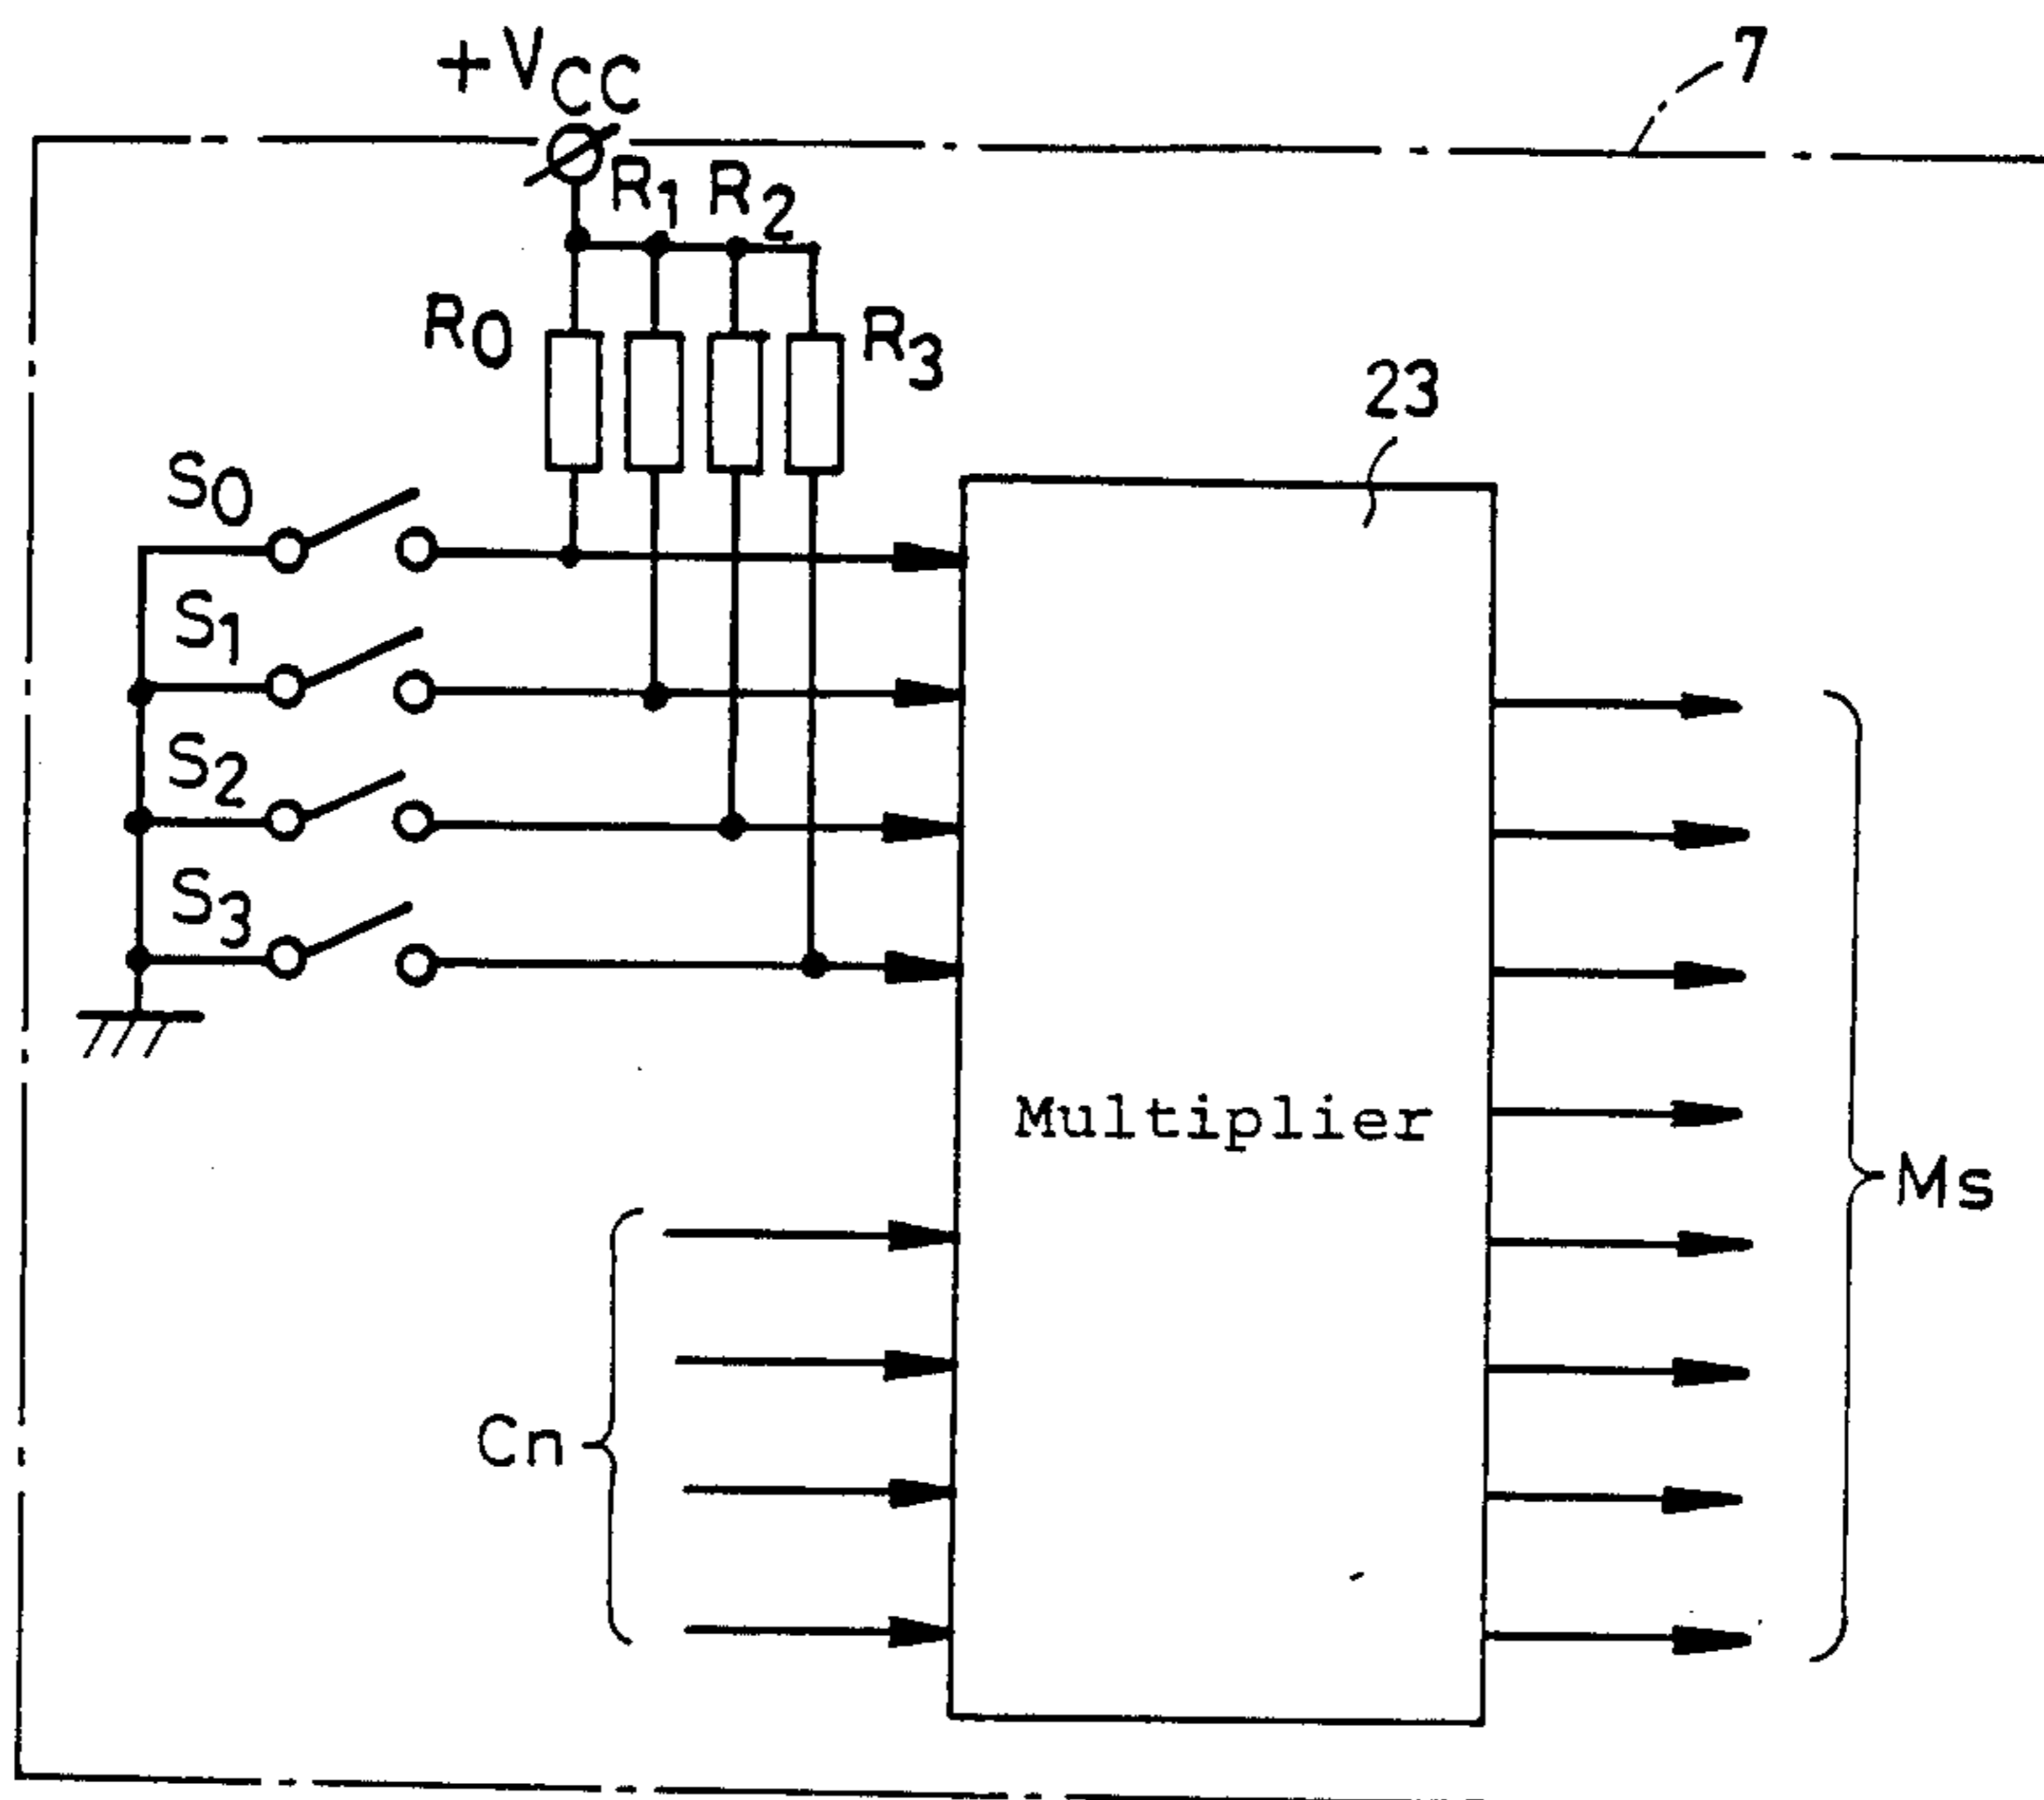 7
+VCC
R1 R2
R0
R3
23
S0
S1
S2
S3
Multiplier
Ms
Cn